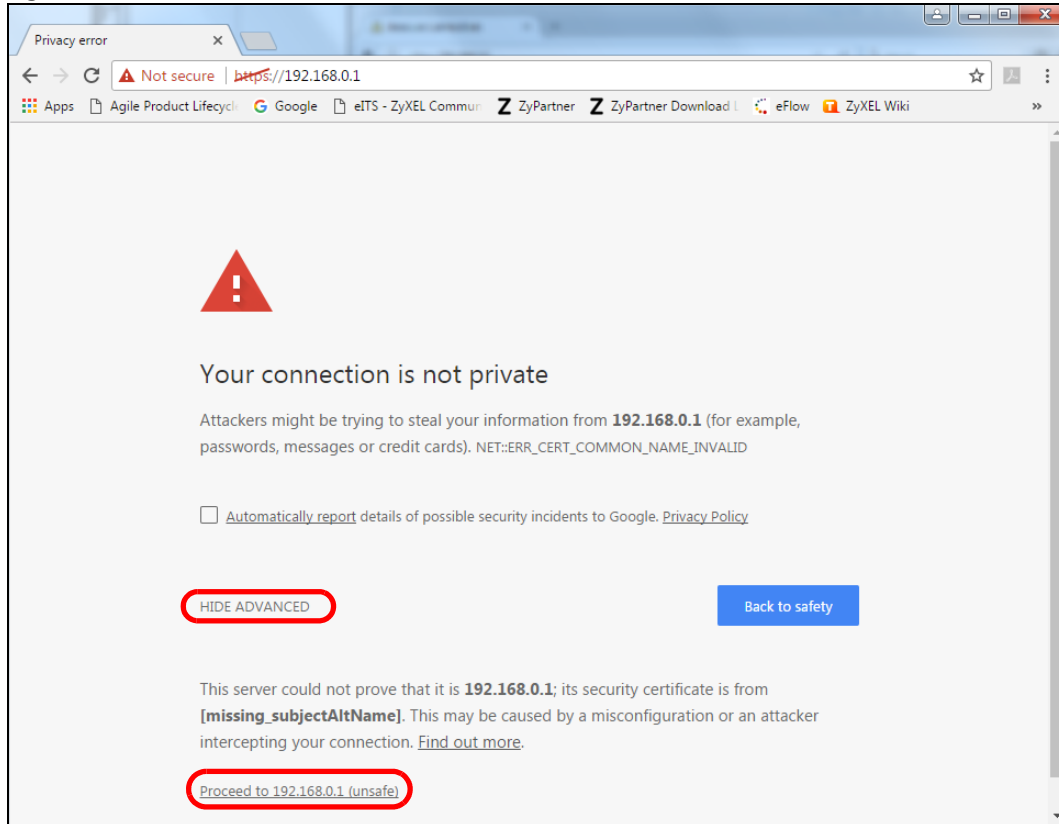 Privacy error
Not secure | https://192.168.0.1
Apps Agile Product Lifecycl Google eITS - ZyXEL Commun ZyPartner ZyPartner Download L eFlow ZyXEL Wiki »
Your connection is not private
Attackers might be trying to steal your information from 192.168.0.1 (for example,
passwords, messages or credit cards). NET::ERR_CERT_COMMON_NAME_INVALID
Automatically report details of possible security incidents to Google. Privacy Policy
HIDE ADVANCED
Back to safety
This server could not prove that it is 192.168.0.1; its security certificate is from
[missing_subjectAltName]. This may be caused by a misconfiguration or an attacker
intercepting your connection. Find out more.
Proceed to 192.168.0.1 (unsafe)